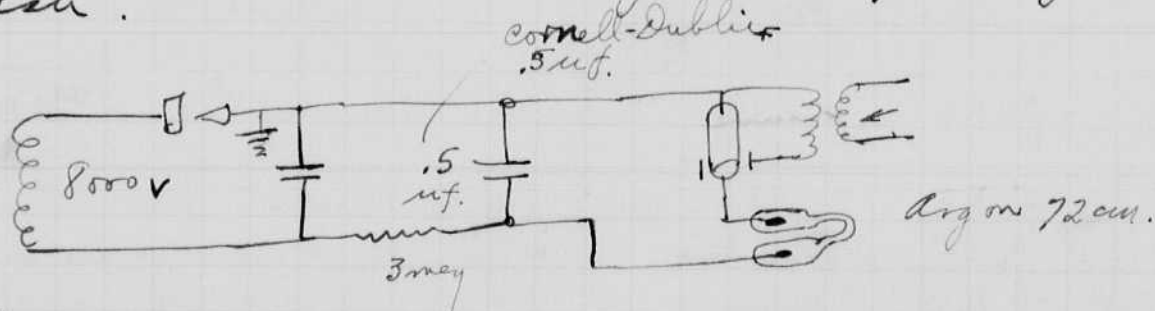 cornell-Dublier
.5 uf.
8000 V
.5
uf.
Argon 72 cm.
3 meg